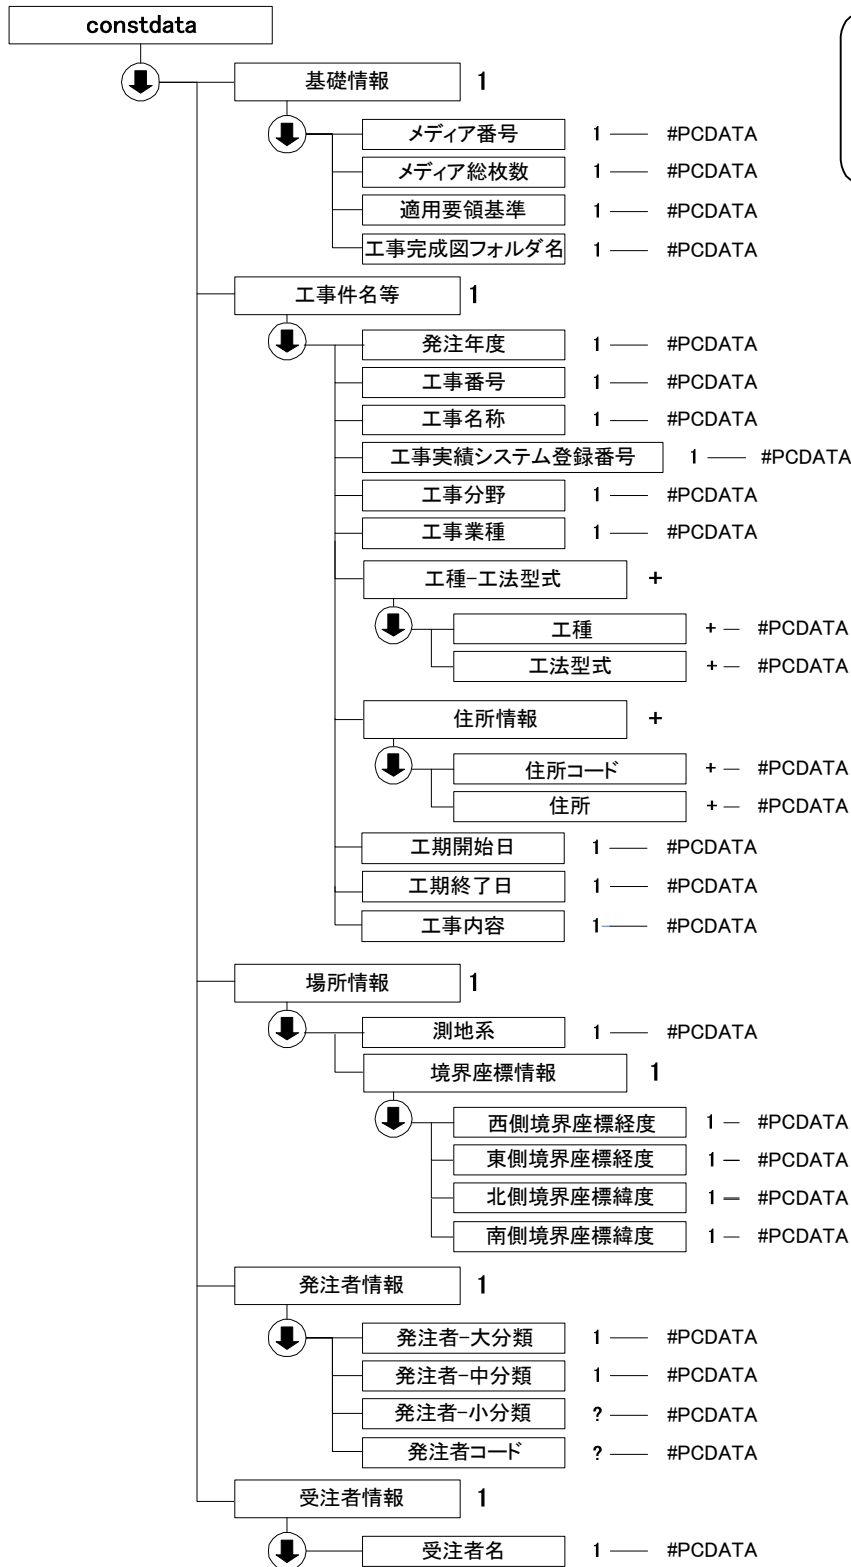 constdata
基礎情報 1
メディア番号 1 ― #PCDATA
メディア総枚数 1 ― #PCDATA
適用要領基準 1 ― #PCDATA
工事完成図フォルダ名 1 ― #PCDATA
工事件名等 1
発注年度 1 ― #PCDATA
工事番号 1 ― #PCDATA
工事名称 1 ― #PCDATA
工事実績システム登録番号 1 ― #PCDATA
工事分野 1 ― #PCDATA
工事業種 1 ― #PCDATA
工種-工法型式 +
工種 + ― #PCDATA
工法型式 + ― #PCDATA
住所情報 +
住所コード + ― #PCDATA
住所 + ― #PCDATA
工期開始日 1 ― #PCDATA
工期終了日 1 ― #PCDATA
工事内容 1 ― #PCDATA
場所情報 1
測地系 1 ― #PCDATA
境界座標情報 1
西側境界座標経度 1 ― #PCDATA
東側境界座標経度 1 ― #PCDATA
北側境界座標緯度 1 ― #PCDATA
南側境界座標緯度 1 ― #PCDATA
発注者情報 1
発注者-大分類 1 ― #PCDATA
発注者-中分類 1 ― #PCDATA
発注者-小分類 ? ― #PCDATA
発注者コード ? ― #PCDATA
受注者情報 1
受注者名 1 ― #PCDATA